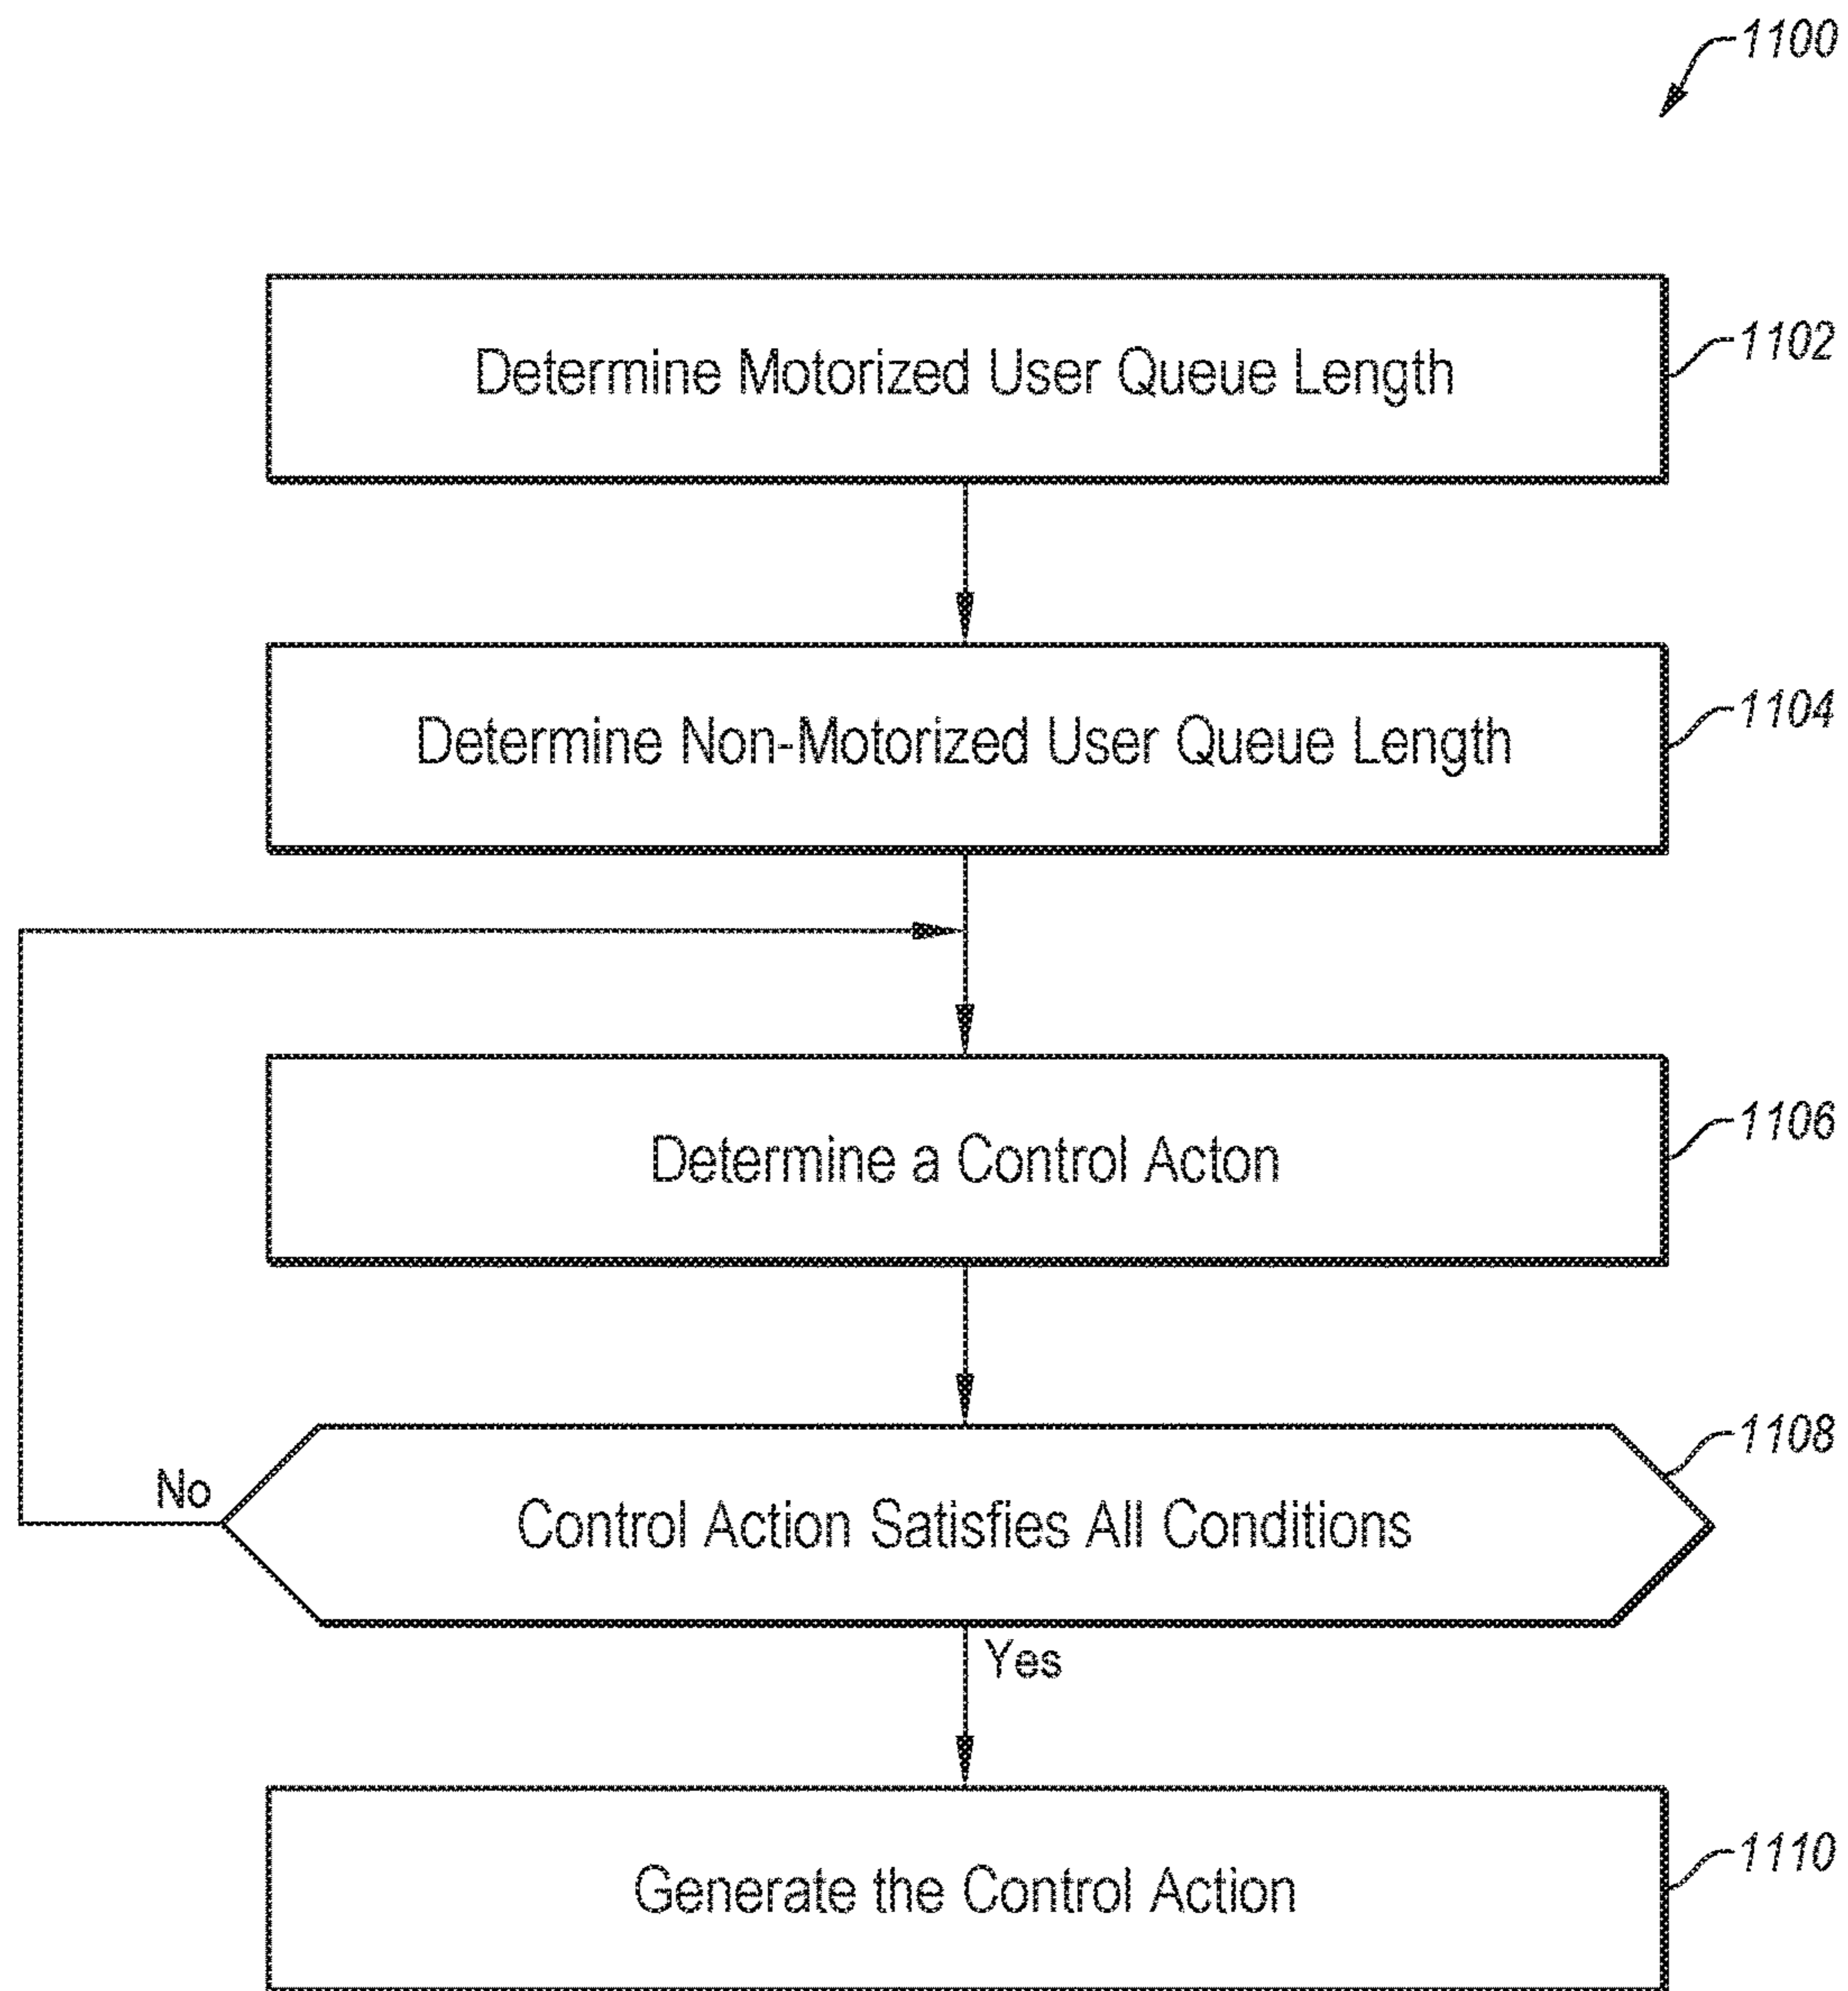 1100
Determine Motorized User Queue Length
1102
Determine Non-Motorized User Queue Length
1104
Determine a Control Acton
1106
1108
No
Control Action Satisfies All Conditions
Yes
Generate the Control Action
1110